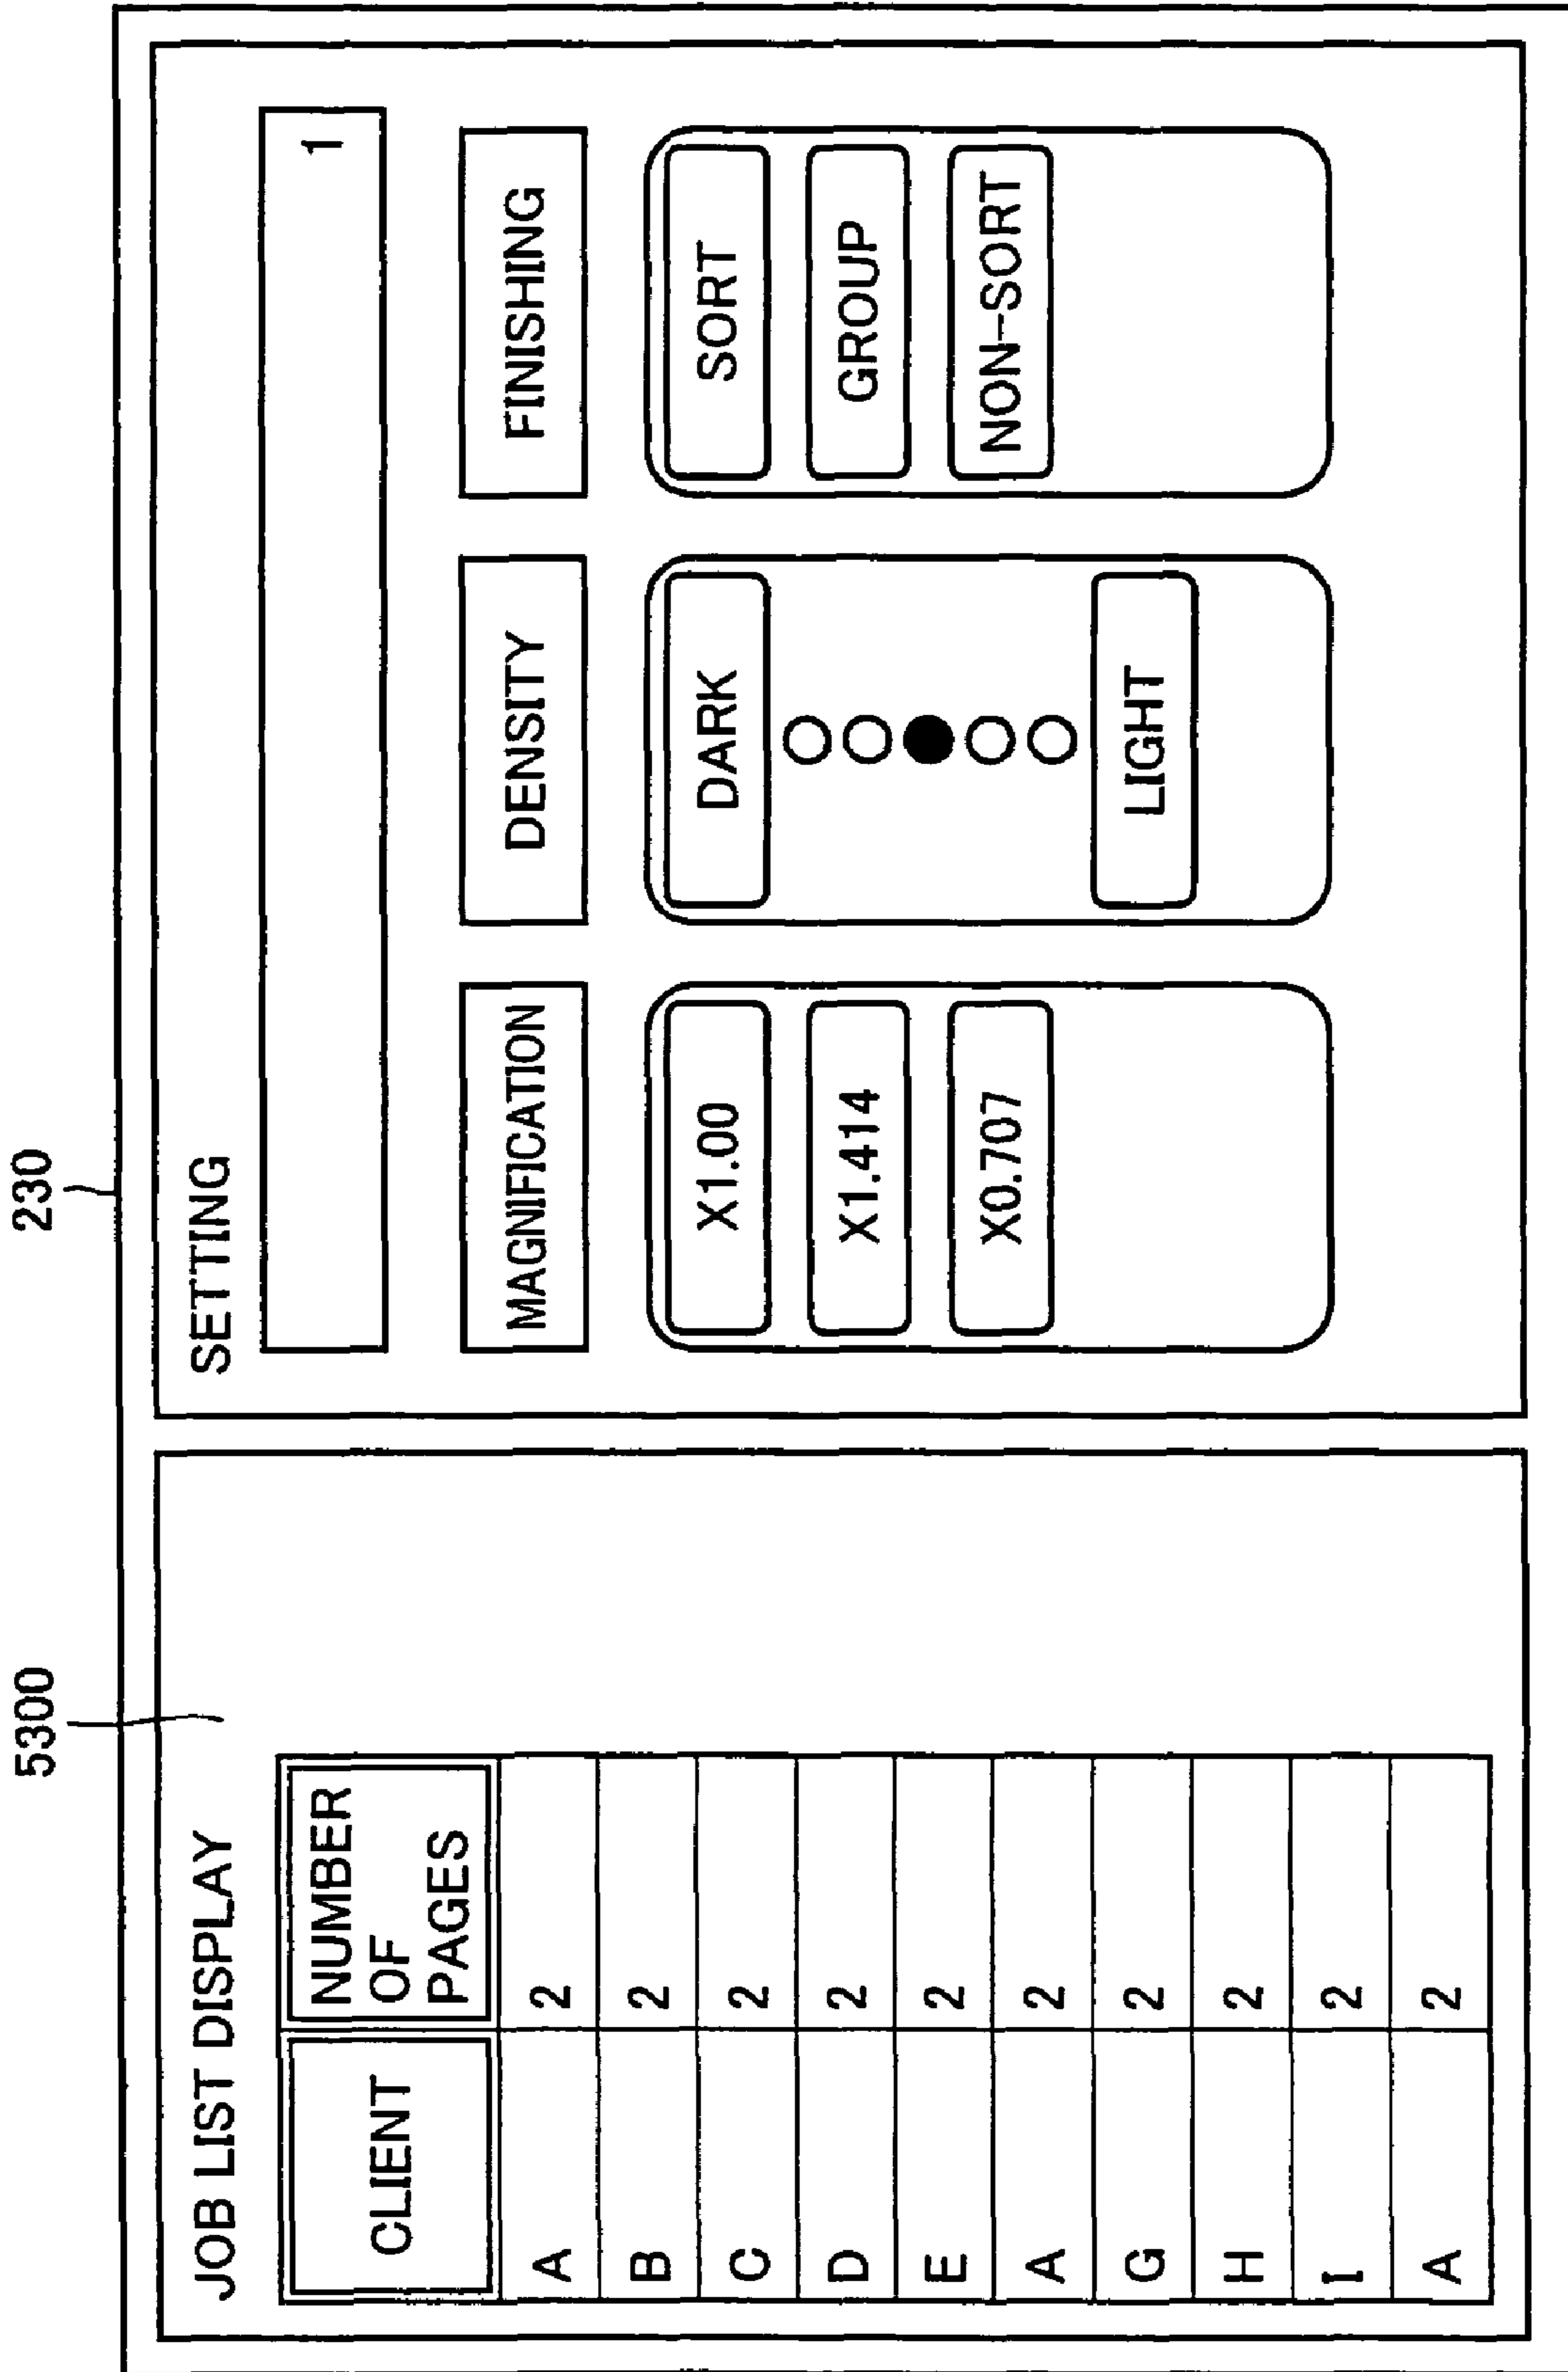 5300
230
JOB LIST DISPLAY
CLIENT
NUMBER
OF
PAGES
A 2
B 2
C 2
D 2
E 2
A 2
G 2
H 2
I 2
A 2
SETTING
1
MAGNIFICATION
X1.00
X1.414
X0.707
DENSITY
DARK
LIGHT
FINISHING
SORT
GROUP
NON-SORT